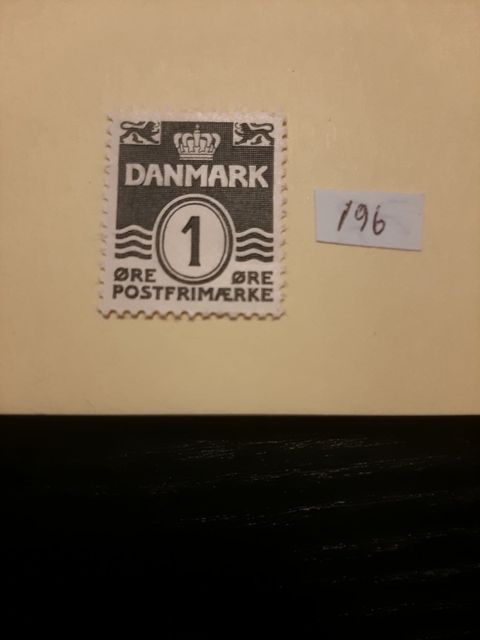 DANMARK
1
ØRE ØRE
POSTFRIMÆRKE
196